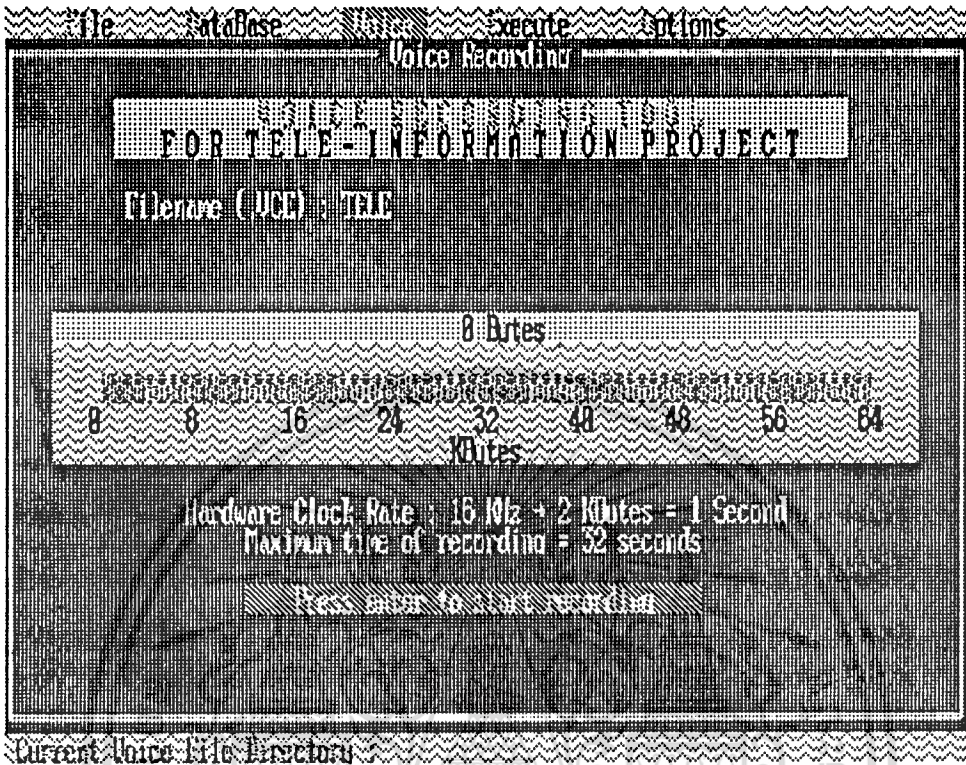 File DataBase Voice Execute Options
Voice Recording
FOR TELE-INFORMATION PROJECT
Filename (.VCE) : TELE
0 Bytes
0 8 16 24 32 40 48 56 64
KBytes
Hardware Clock Rate : 16 KHz → 2 KBytes = 1 Second
Maximum time of recording = 32 seconds
Press enter to start recording
Current Voice File Directory :